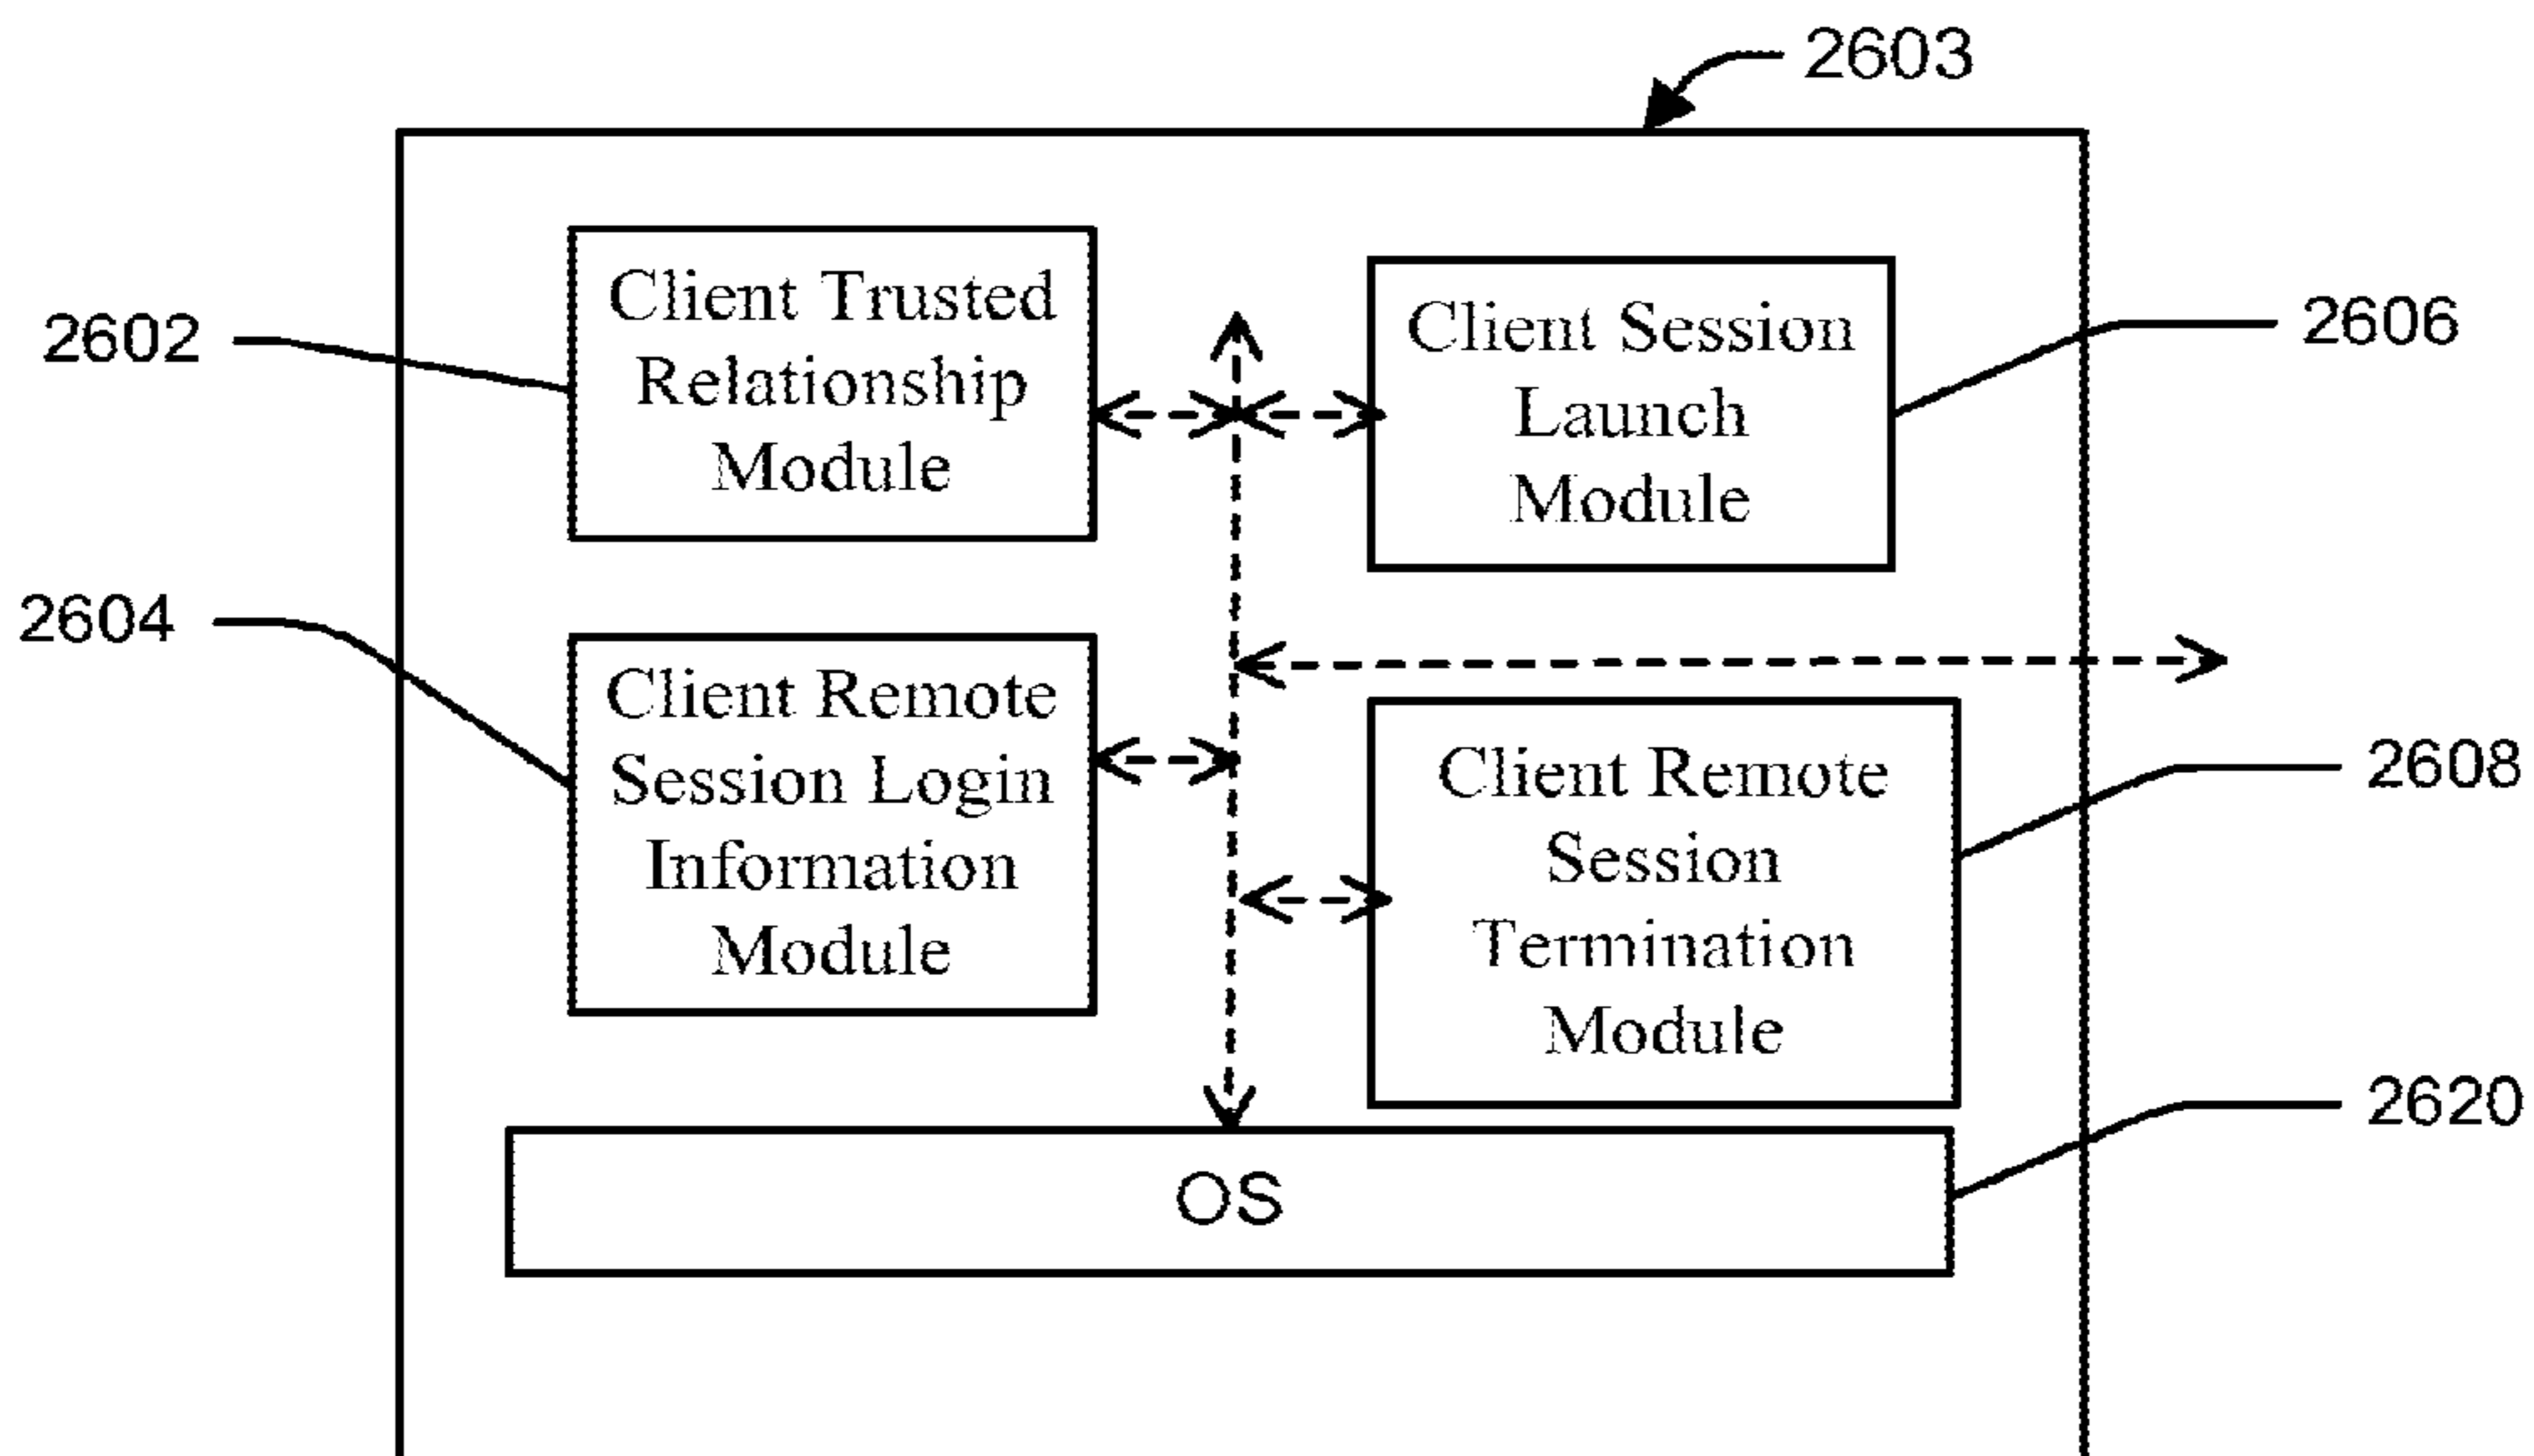 2603
2602
Client Trusted
Relationship
Module
Client Session
Launch
Module
2606
2604
Client Remote
Session Login
Information
Module
Client Remote
Session
Termination
Module
2608
OS
2620